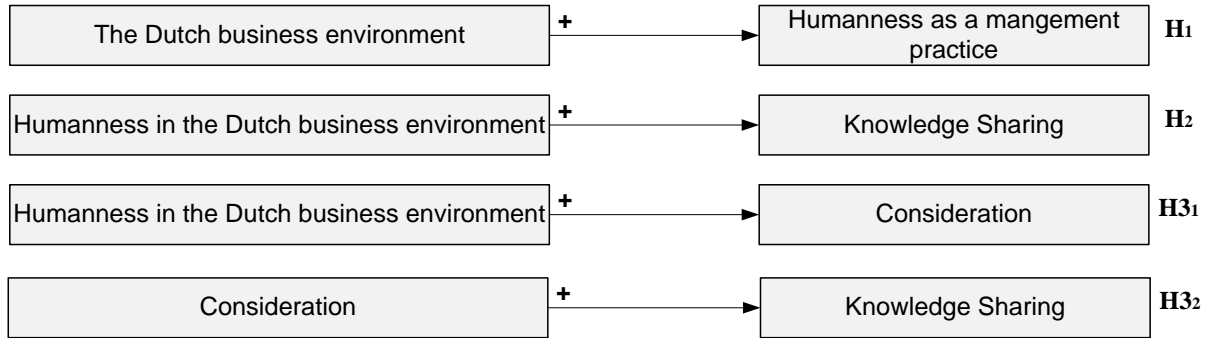 The Dutch business environment
+
Humanness as a mangement
practice
H1
Humanness in the Dutch business environment
+
Knowledge Sharing
H2
Humanness in the Dutch business environment
+
Consideration
H31
Consideration
+
Knowledge Sharing
H32